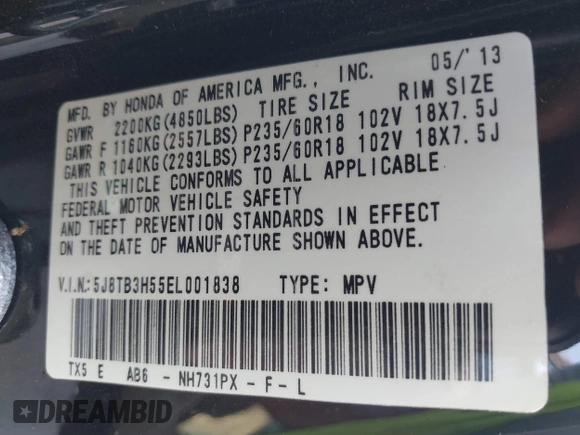 MFD. BY HONDA OF AMERICA MFG., INC. 05/'13
GVWR 2200KG(4850LBS) TIRE SIZE RIM SIZE
GAWR F 1160KG(2557LBS) P235/60R18 102V 18X7.5J
GAWR R 1040KG(2293LBS) P235/60R18 102V 18X7.5J
THIS VEHICLE CONFORMS TO ALL APPLICABLE
FEDERAL MOTOR VEHICLE SAFETY
AND THEFT PREVENTION STANDARDS IN EFFECT
ON THE DATE OF MANUFACTURE SHOWN ABOVE.
V.I.N.:5J8TB3H55EL001838 TYPE: MPV
TX5 E AB6 - NH731PX - F - L
DREAMBID